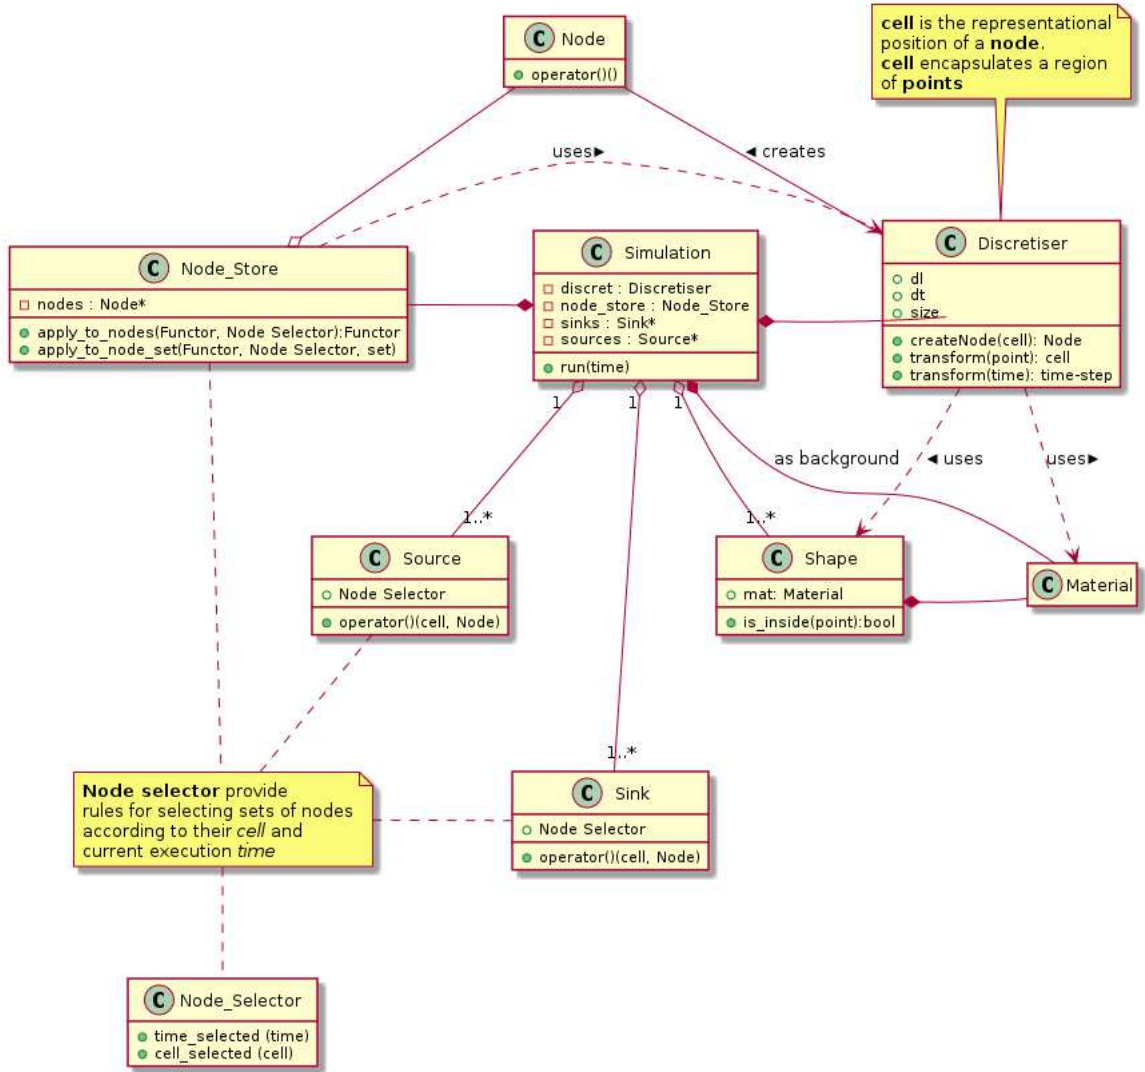 C Node
operator()()
cell is the representational
position of a node.
cell encapsulates a region
of points
uses►
◄ creates
C Node_Store
nodes : Node*
apply_to_nodes(Functor, Node Selector):Functor
apply_to_node_set(Functor, Node Selector, set)
C Simulation
discret : Discretiser
node_store : Node_Store
sinks : Sink*
sources : Source*
run(time)
C Discretiser
dl
dt
size
createNode(cell): Node
transform(point): cell
transform(time): time-step
1
1
1
as background
◄ uses
uses►
1..*
1..*
C Source
Node Selector
operator()(cell, Node)
C Shape
mat: Material
is_inside(point):bool
C Material
1..*
Node selector provide
rules for selecting sets of nodes
according to their cell and
current execution time
C Sink
Node Selector
operator()(cell, Node)
C Node_Selector
time_selected (time)
cell_selected (cell)